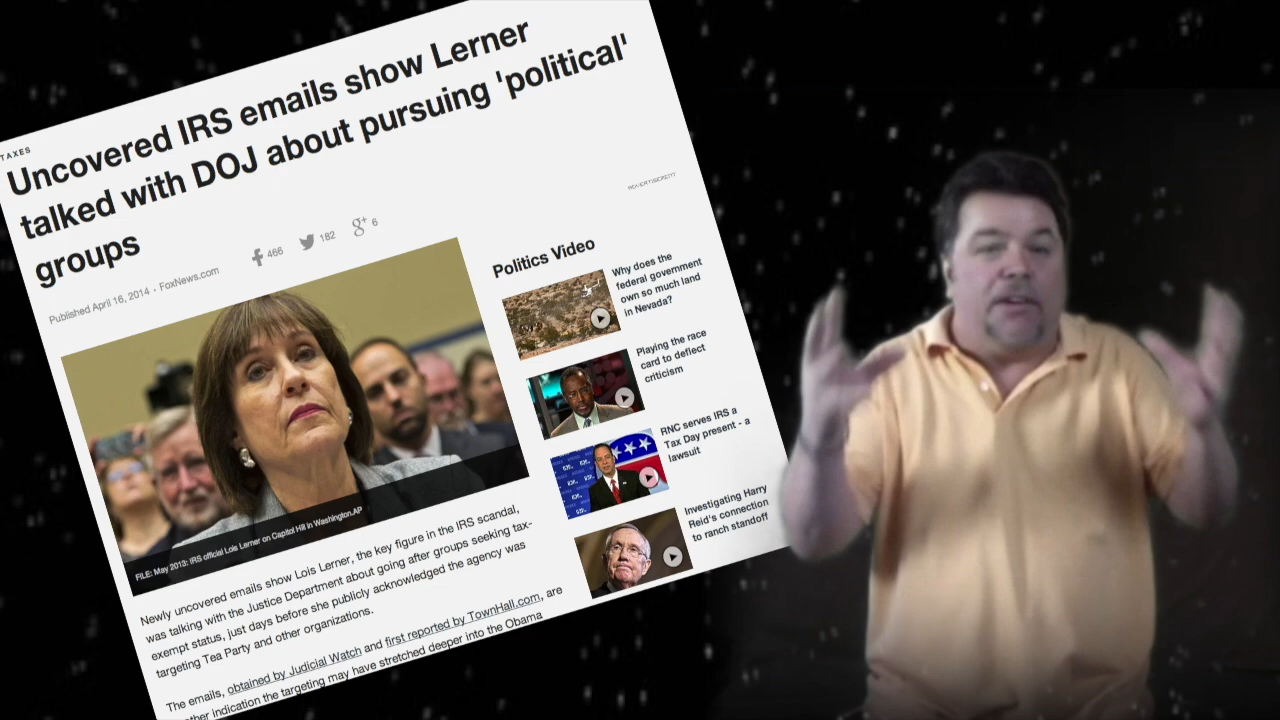 TAXES
Uncovered IRS emails show Lerner
talked with DOJ about pursuing 'political'
groups
Published April 16, 2014 · FoxNews.com
466
182
g+ 6
ADVERTISEMENT
Politics Video
Why does the
federal government
own so much land
in Nevada?
Playing the race
card to deflect
criticism
RNC serves IRS a
Tax Day present - a
lawsuit
Investigating Harry
Reid's connection
to ranch standoff
FILE: May 2013: IRS official Lois Lerner on Capitol Hill in Washington.AP
Newly uncovered emails show Lois Lerner, the key figure in the IRS scandal,
was talking with the Justice Department about going after groups seeking tax-
exempt status, just days before she publicly acknowledged the agency was
targeting Tea Party and other organizations.
The emails, obtained by Judicial Watch and first reported by TownHall.com, are
other indication the targeting may have stretched deeper into the Obama